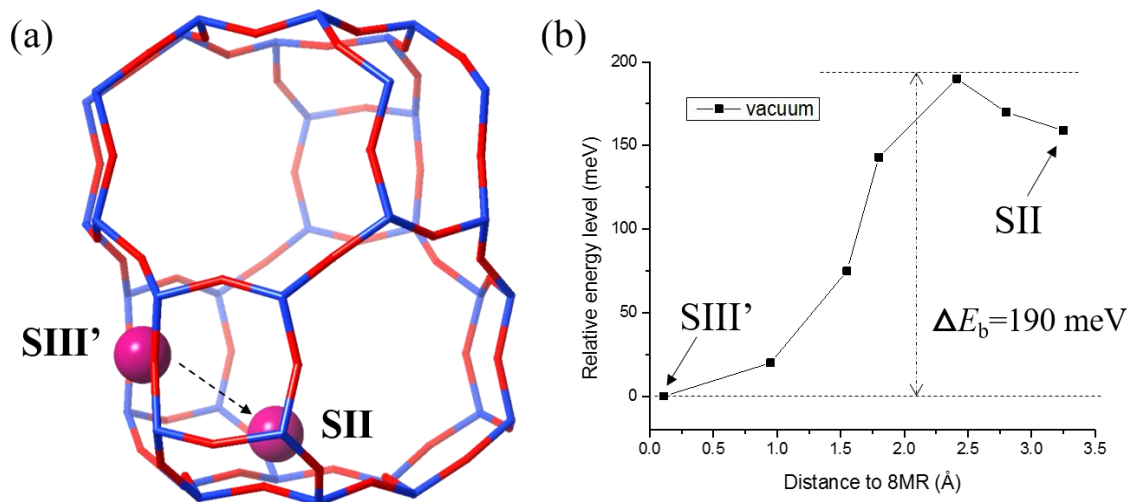 (a)
SIII’
SII
(b)
Relative energy level (meV)
200
150
100
50
0
vacuum
SII
SIII’
ΔEb=190 meV
0.0 0.5 1.0 1.5 2.0 2.5 3.0 3.5
Distance to 8MR (Å)